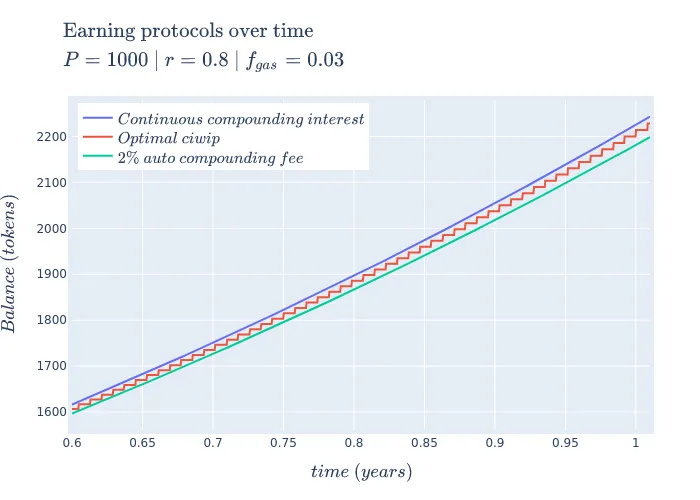 Earning protocols over time
P = 1000 | r = 0.8 | f_gas = 0.03
Continuous compounding interest
Optimal ciwip
2% auto compounding fee
Balance (tokens)
2200
2100
2000
1900
1800
1700
1600
0.6 0.65 0.7 0.75 0.8 0.85 0.9 0.95 1
time (years)